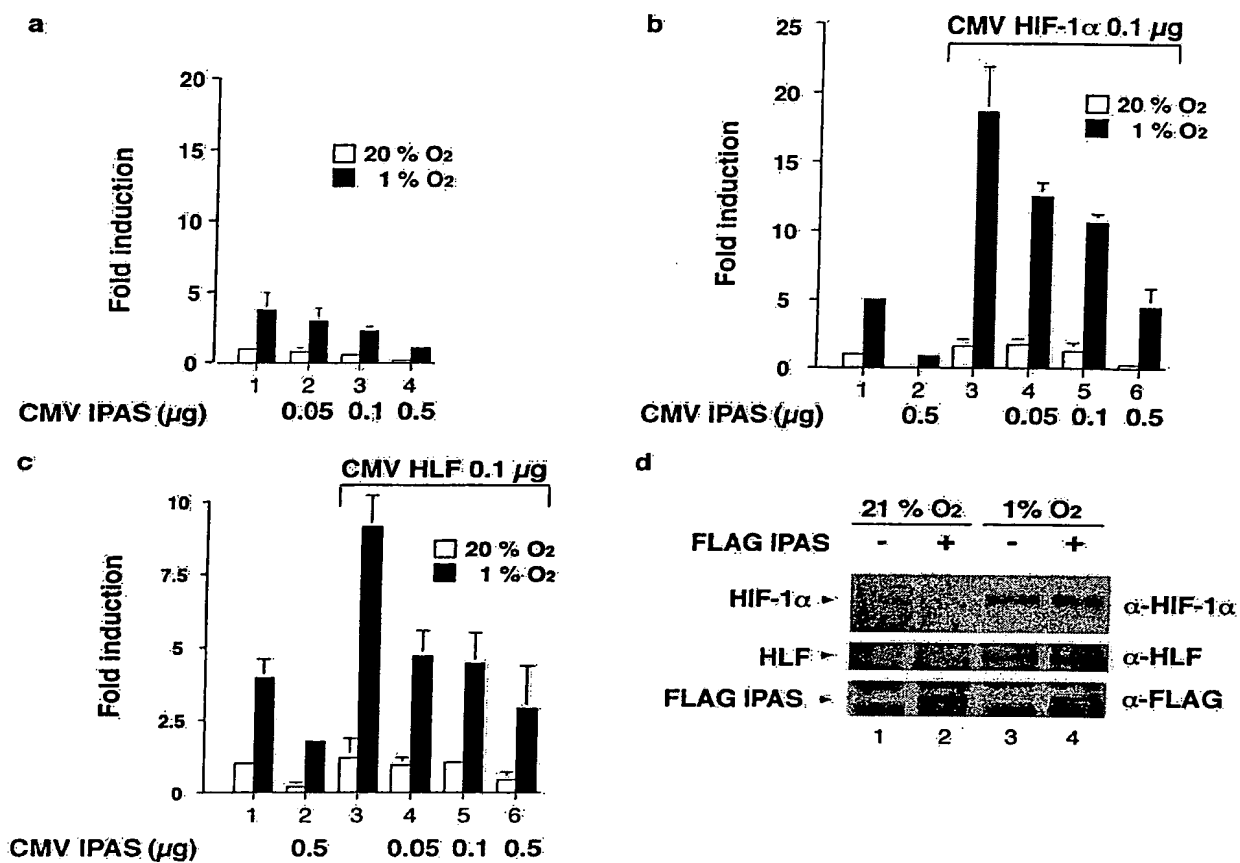 a
20
15
10
5
0
Fold induction
20 % O2
1 % O2
1 2 3 4
CMV IPAS (µg) 0.05 0.1 0.5
b
CMV HIF-1α 0.1 µg
25
20
15
10
5
0
Fold induction
20 % O2
1 % O2
1 2 3 4 5 6
CMV IPAS (µg) 0.5 0.05 0.1 0.5
c
CMV HLF 0.1 µg
10
7.5
5
2.5
0
Fold induction
20 % O2
1 % O2
1 2 3 4 5 6
CMV IPAS (µg) 0.5 0.05 0.1 0.5
d
21 % O2 1% O2
FLAG IPAS - + - +
HIF-1α α-HIF-1α
HLF α-HLF
FLAG IPAS α-FLAG
1 2 3 4